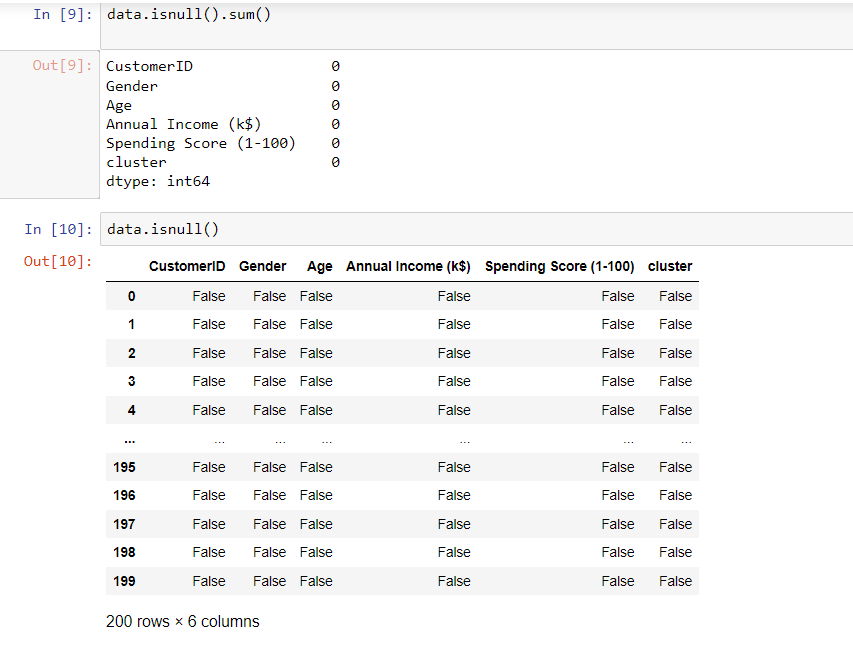 In [9]: data.isnull().sum()
Out[9]: CustomerID 0
Gender 0
Age 0
Annual Income (k$) 0
Spending Score (1-100) 0
cluster 0
dtype: int64
In [10]: data.isnull()
Out[10]:
CustomerID Gender Age Annual Income (k$) Spending Score (1-100) cluster
0 False False False False False False
1 False False False False False False
2 False False False False False False
3 False False False False False False
4 False False False False False False
... ... ... ... ... ... ...
195 False False False False False False
196 False False False False False False
197 False False False False False False
198 False False False False False False
199 False False False False False False
200 rows × 6 columns